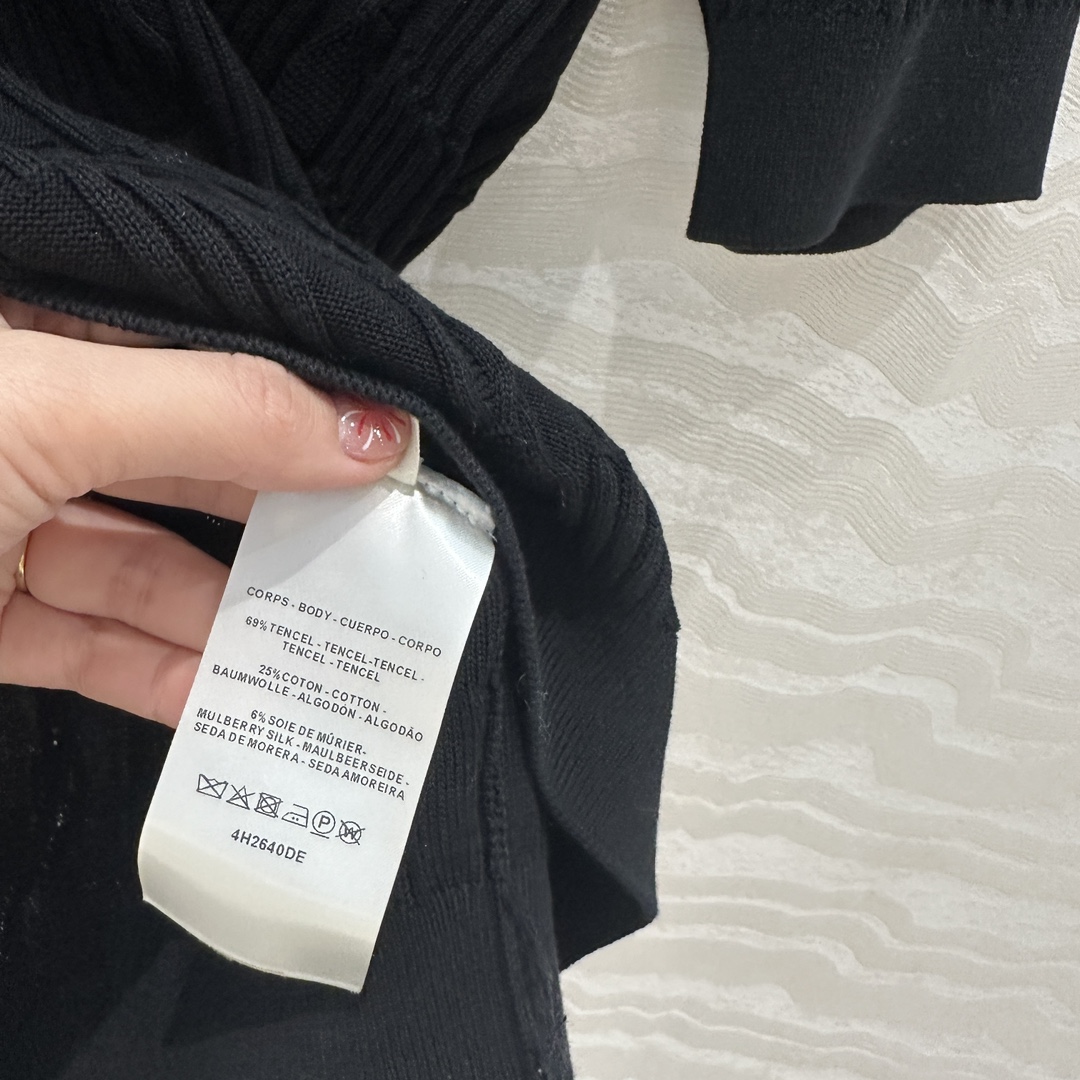 CORPS - BODY - CUERPO - CORPO
69% TENCEL - TENCEL-TENCEL -
TENCEL - TENCEL
25% COTON - COTTON -
BAUMWOLLE - ALGODÓN - ALGODÃO
6% SOIE DE MÛRIER-
MULBERRY SILK - MAULBEERSEIDE -
SEDA DE MORERA - SEDA AMOREIRA
P W
4H2640DE